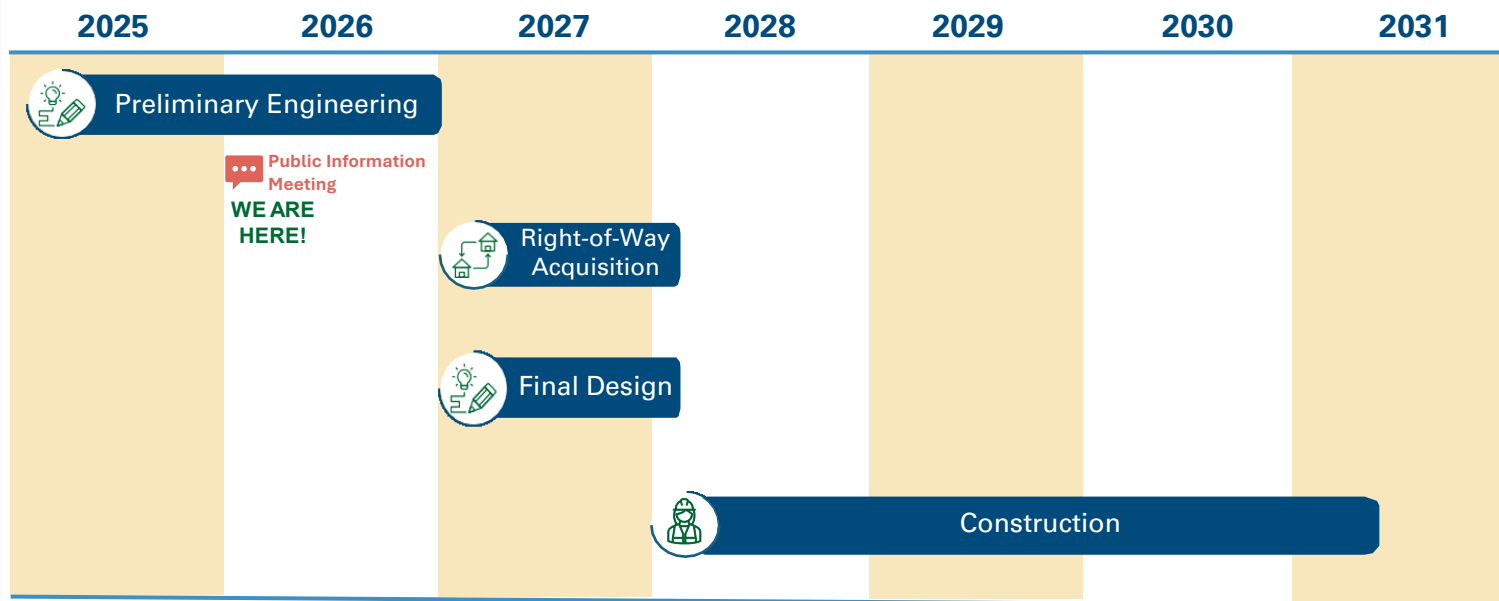 2025 2026 2027 2028 2029 2030 2031
Preliminary Engineering
Public Information
Meeting
WE ARE
HERE!
Right-of-Way
Acquisition
Final Design
Construction